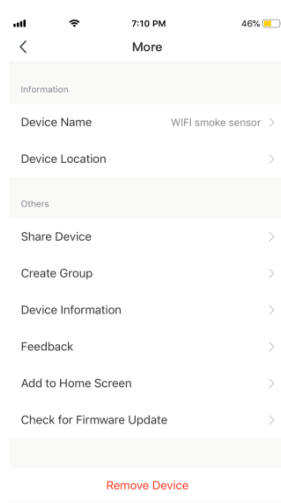 7:10 PM
46%
More
Information
Device Name WIFI smoke sensor
Device Location
Others
Share Device
Create Group
Device Information
Feedback
Add to Home Screen
Check for Firmware Update
Remove Device